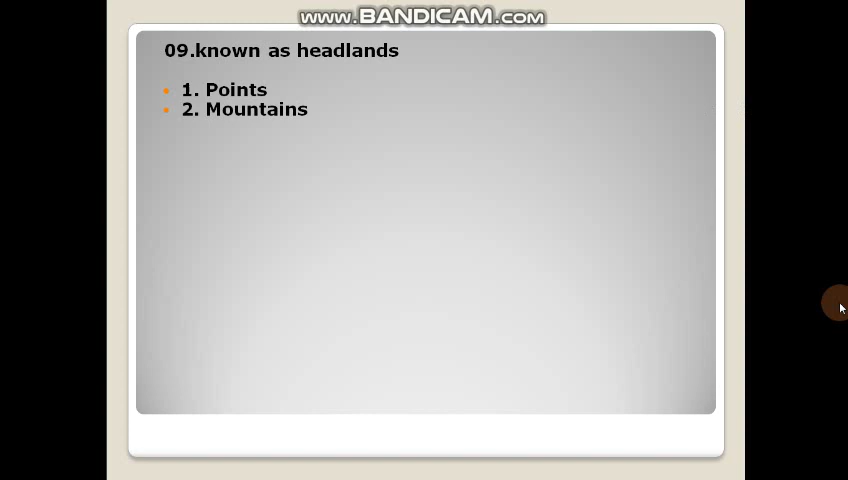 WWW.BANDICAM.COM
09.known as headlands
1. Points
2. Mountains